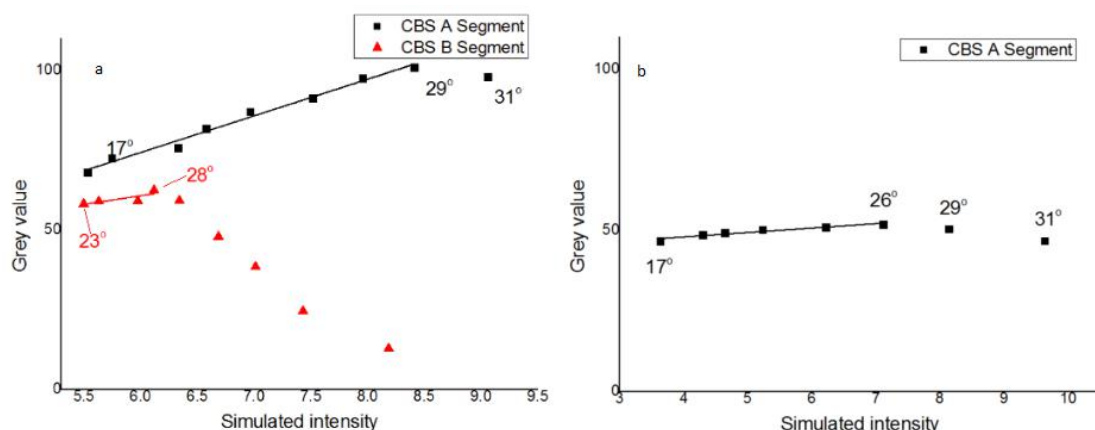 CBS A Segment
CBS B Segment
a
100
50
0
Grey value
17°
29°
31°
28°
23°
5.5 6.0 6.5 7.0 7.5 8.0 8.5 9.0 9.5
Simulated intensity
CBS A Segment
b
100
50
0
Grey value
17°
26°
29°
31°
3 4 5 6 7 8 9 10
Simulated intensity